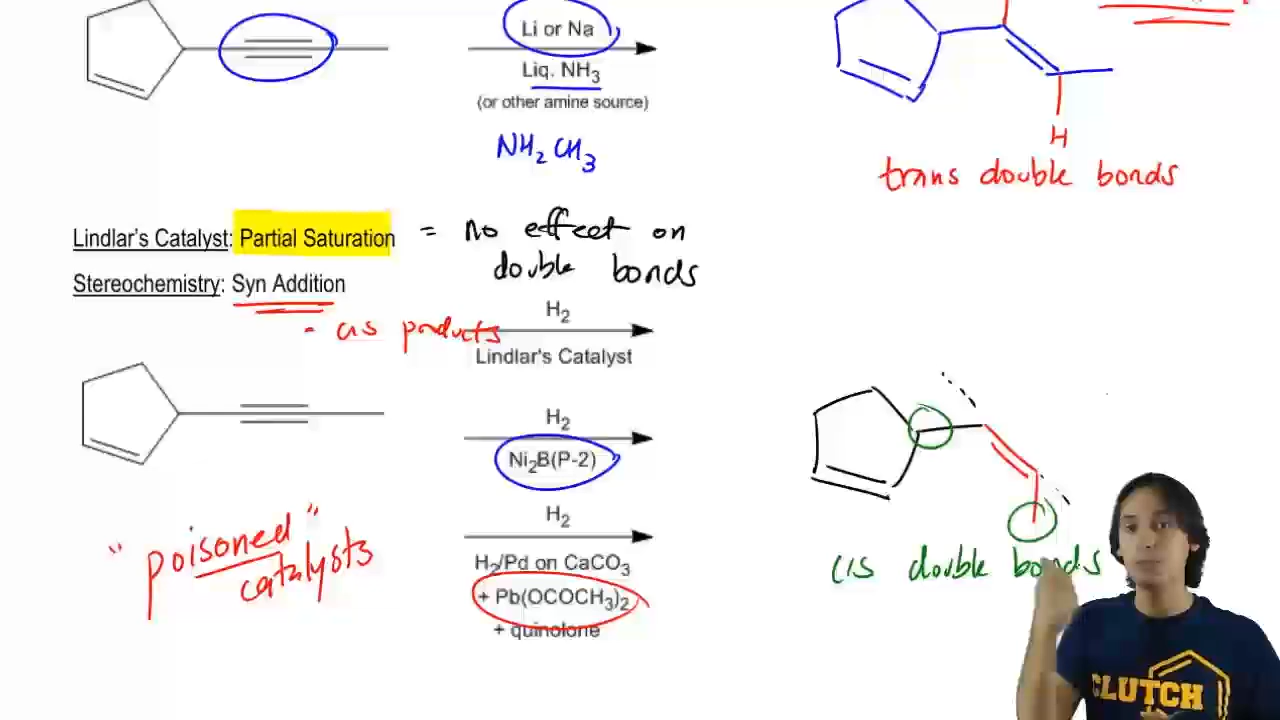 Li or Na
Liq. NH3
(or other amine source)
NH2CH3
H
trans double bonds
Lindlar's Catalyst: Partial Saturation = no effect on
double bonds
Stereochemistry: Syn Addition
- cis products
H2
Lindlar's Catalyst
H2
Ni2B(P-2)
H2
H2/Pd on CaCO3
+ Pb(OCOCH3)2
+ quinolone
"poisoned"
catalysts
cis double bonds
CLUTCH